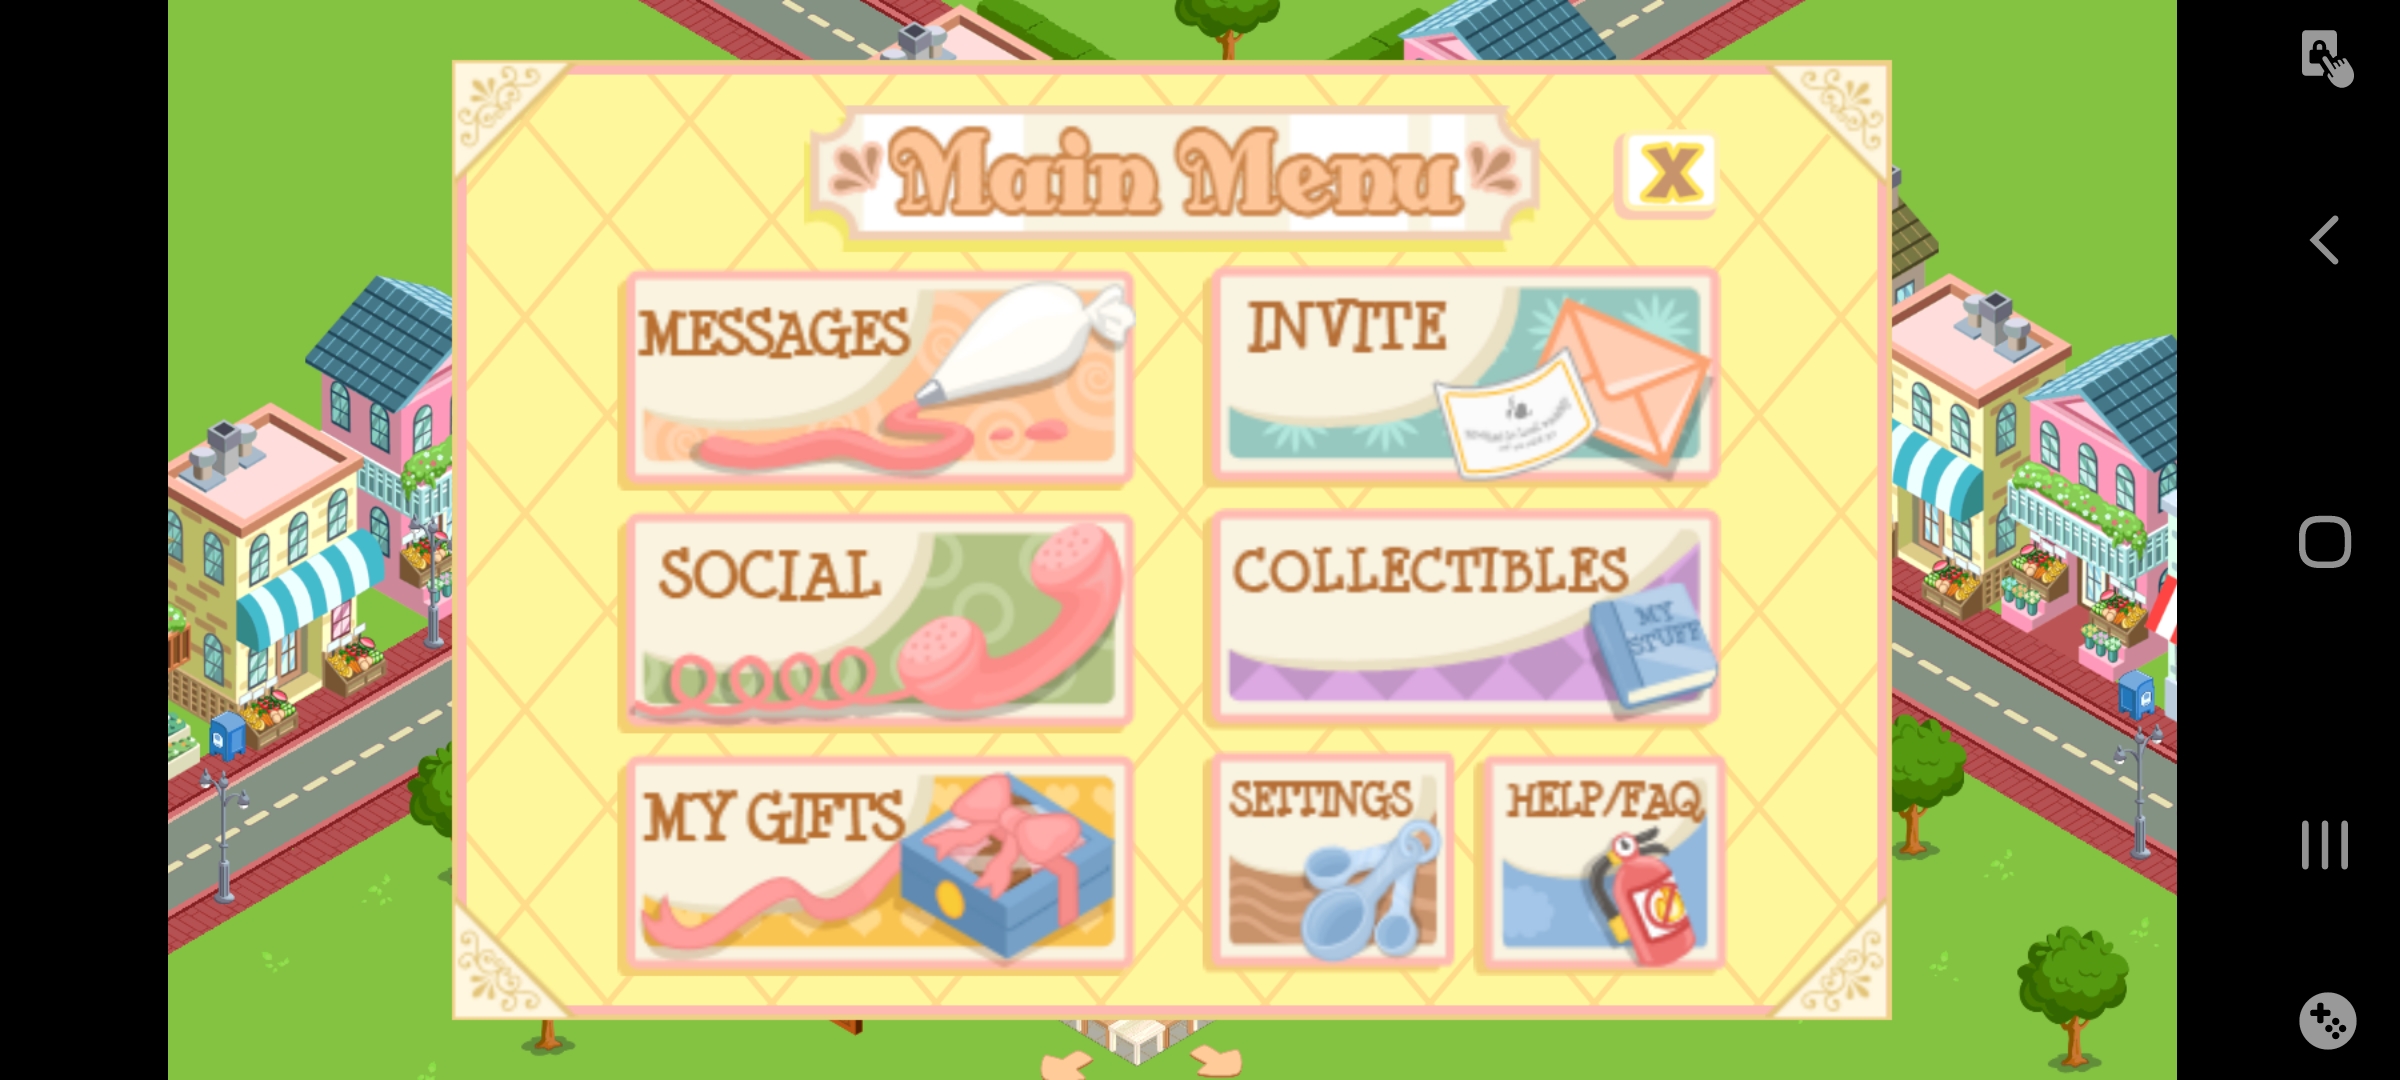 Main Menu
X
MESSAGES
INVITE
SOCIAL
COLLECTIBLES
MY
STUFF
MY GIFTS
SETTINGS
HELP/FAQ